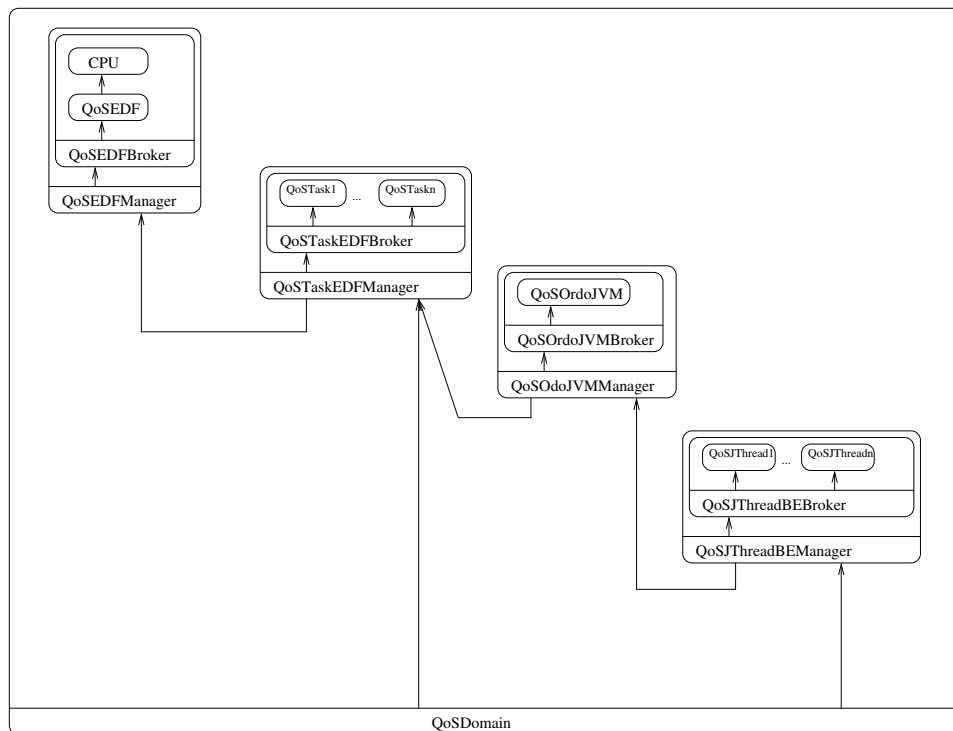 CPU
QoSEDF
QoSEDFBroker
QoSEDFManager
QoSTask1 ... QoSTaskn
QoSTaskEDFBroker
QoSTaskEDFManager
QoSOrdoJVM
QoSOrdoJVMBroker
QoSOdoJVMManager
QoSJThread1 ... QoSJThreadn
QoSJThreadBEBroker
QoSJThreadBEManager
QoSDomain